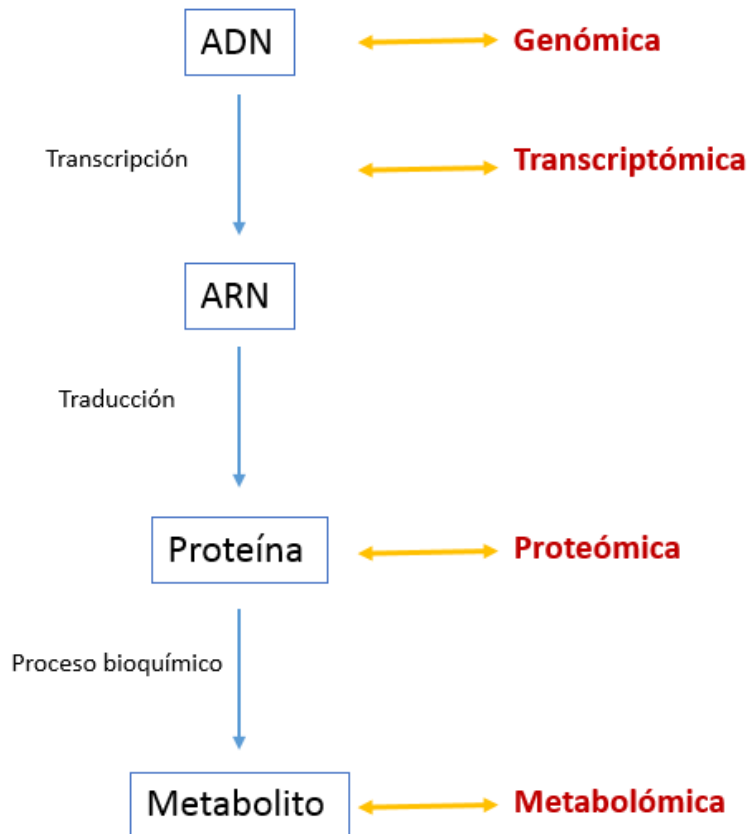 ADN
Genómica
Transcripción
Transcriptómica
ARN
Traducción
Proteína
Proteómica
Proceso bioquímico
Metabolito
Metabolómica